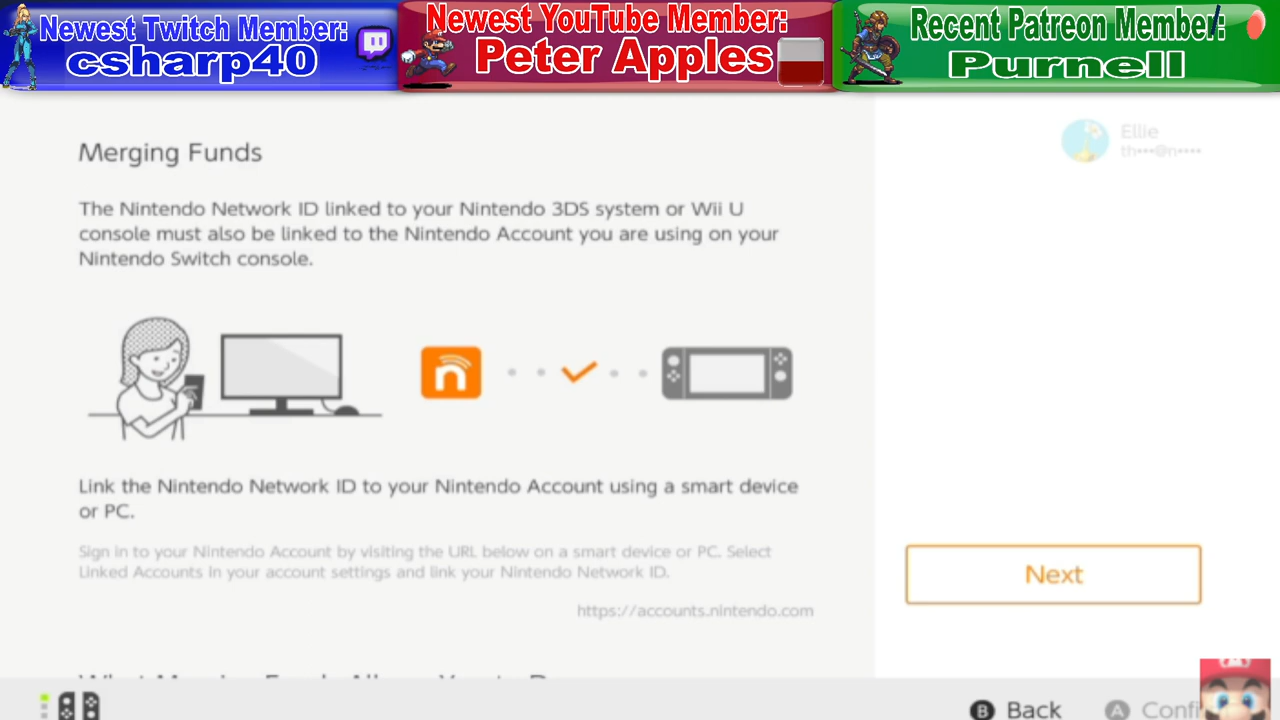 Newest Twitch Member:
csharp40
Newest YouTube Member:
Peter Apples
Recent Patreon Member:
Purnell
Ellie
th•••@n••••
Merging Funds
The Nintendo Network ID linked to your Nintendo 3DS system or Wii U
console must also be linked to the Nintendo Account you are using on your
Nintendo Switch console.
n
Link the Nintendo Network ID to your Nintendo Account using a smart device
or PC.
Sign in to your Nintendo Account by visiting the URL below on a smart device or PC. Select
Linked Accounts in your account settings and link your Nintendo Network ID.
https://accounts.nintendo.com
Next
B Back
A Confi